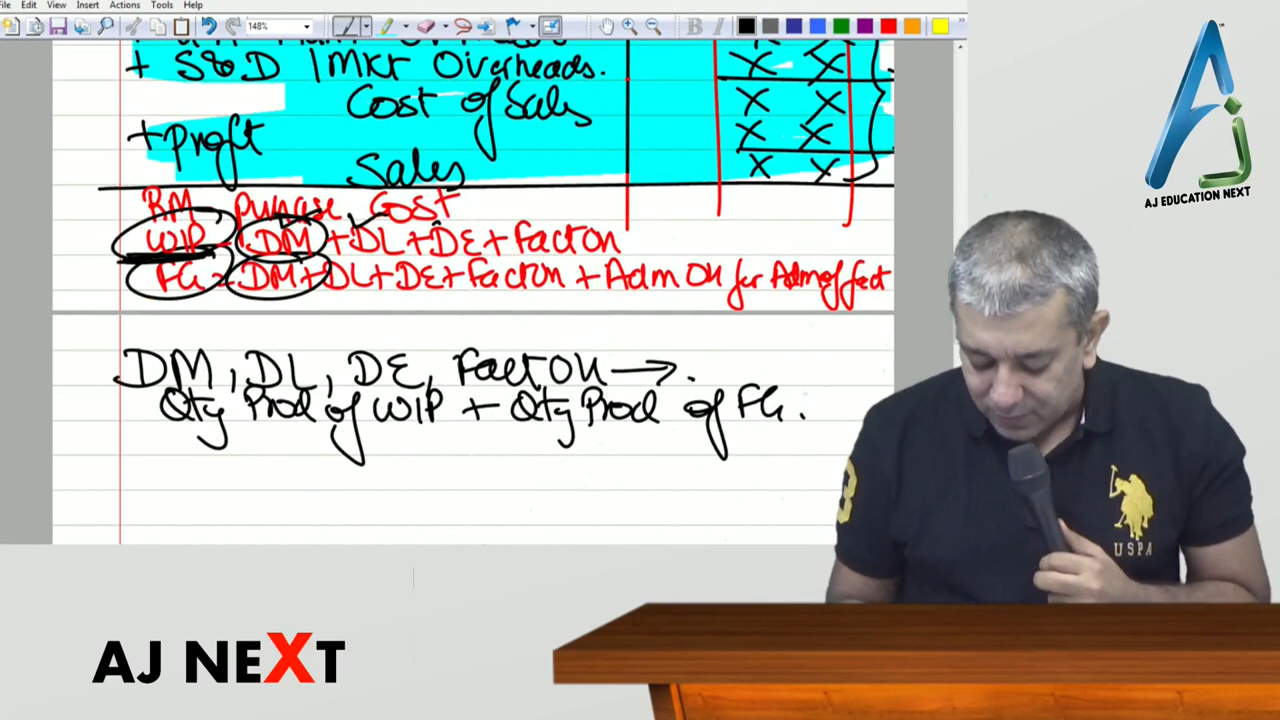 File Edit View Insert Actions Tools Help
148%
B I
+ S&D / Mkt Overheads.
Cost of Sales
+ Profit
Sales
X X
X X
X X
X X
RM, purchase Cost
WIP - DM + DL + DE + Factory OH
FG - DM + DL + DE + Factory OH + Adm OH for Adm of fact
DM, DL, DE, Factory OH →.
Qty Prod of WIP + Qty Prod of FG.
AJ EDUCATION NEXT
3
USPA
AJ NEXT